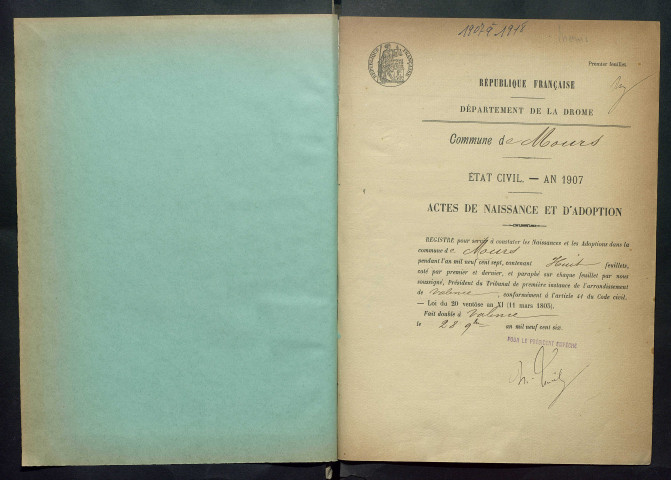 1907 à 1918
RÉPUBLIQUE FRANÇAISE
Premier feuillet
RÉPUBLIQUE FRANÇAISE
DÉPARTEMENT DE LA DROME
Commune de Mours
ÉTAT CIVIL. — AN 1907
ACTES DE NAISSANCE ET D'ADOPTION
REGISTRE pour servir à constater les Naissances et les Adoptions dans la
commune de Mours
pendant l'an mil neuf cent sept, contenant Huit feuillets,
coté par premier et dernier, et paraphé sur chaque feuillet par nous
soussigné, Président du Tribunal de première instance de l'arrondissement
de Valence, conformément à l'article 41 du Code civil.
— Loi du 20 ventôse an XI (11 mars 1803).
Fait double à Valence
le 28 9bre an mil neuf cent six.
POUR LE PRÉSIDENT EMPÊCHÉ